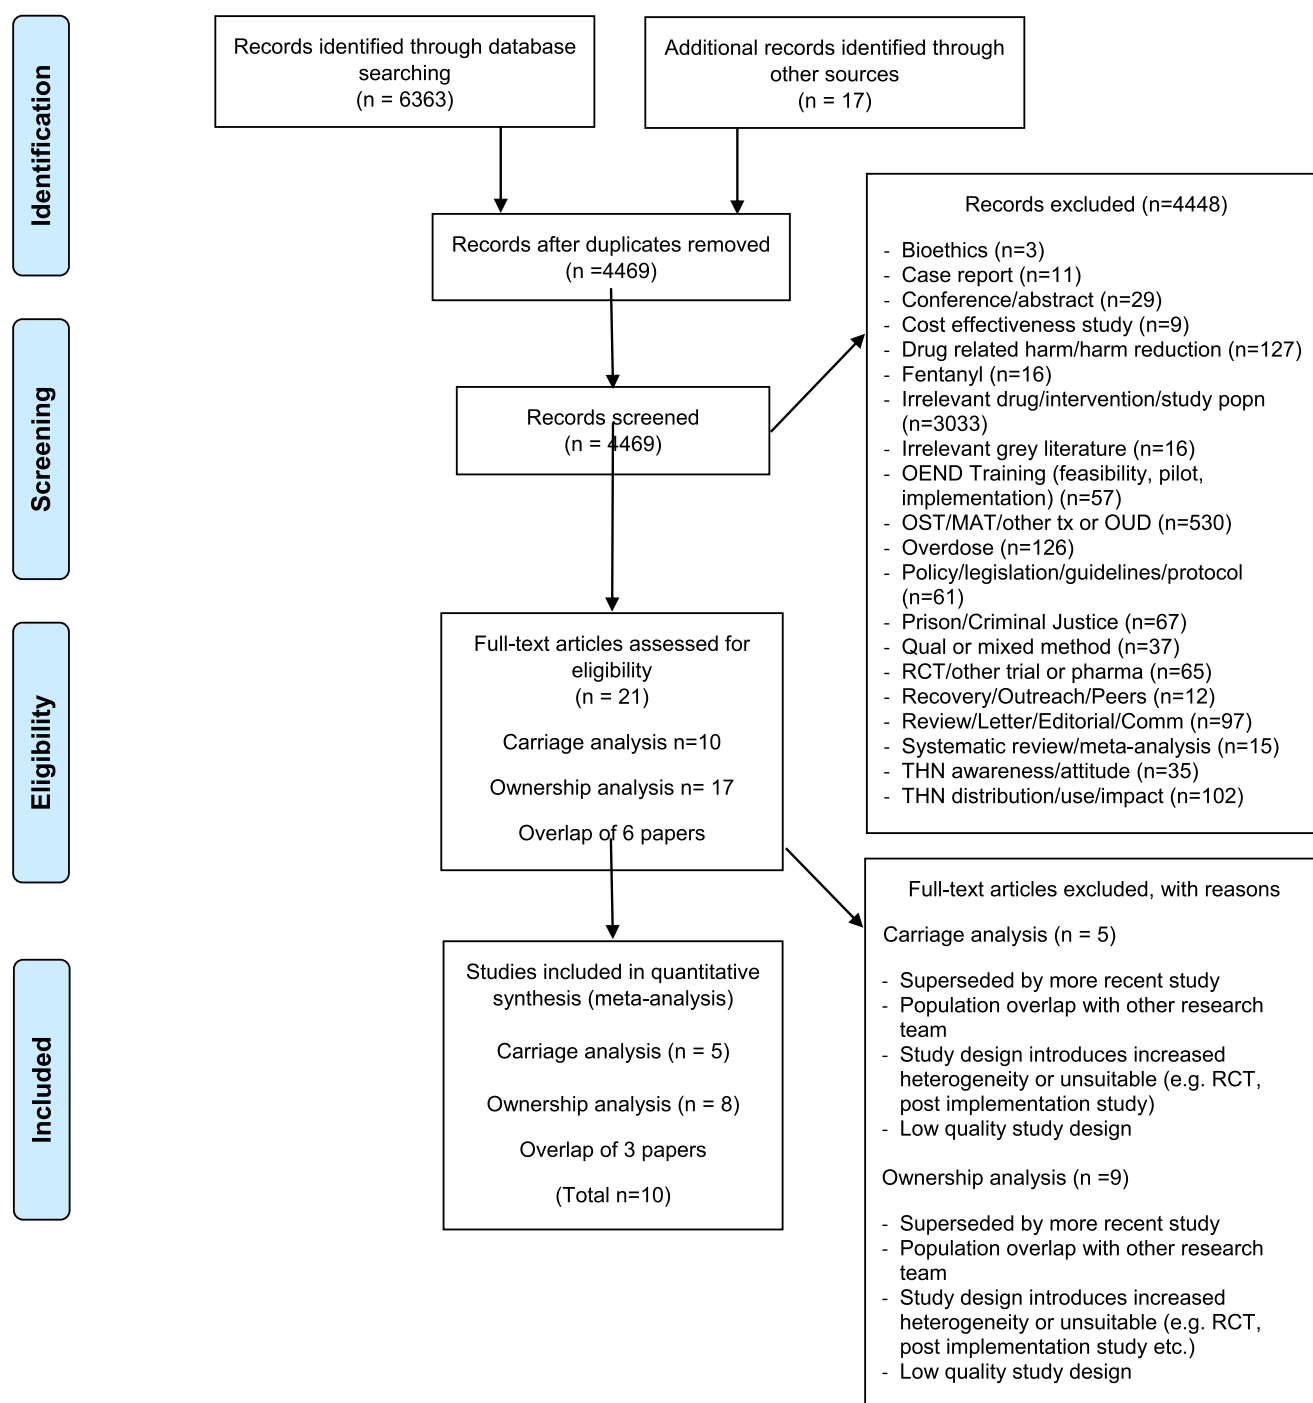 Identification
Records identified through database
searching
(n = 6363)
Additional records identified through
other sources
(n = 17)
Records after duplicates removed
(n =4469)
Screening
Records screened
(n = 4469)
Records excluded (n=4448)
- Bioethics (n=3)
- Case report (n=11)
- Conference/abstract (n=29)
- Cost effectiveness study (n=9)
- Drug related harm/harm reduction (n=127)
- Fentanyl (n=16)
- Irrelevant drug/intervention/study popn
(n=3033)
- Irrelevant grey literature (n=16)
- OEND Training (feasibility, pilot,
implementation) (n=57)
- OST/MAT/other tx or OUD (n=530)
- Overdose (n=126)
- Policy/legislation/guidelines/protocol
(n=61)
- Prison/Criminal Justice (n=67)
- Qual or mixed method (n=37)
- RCT/other trial or pharma (n=65)
- Recovery/Outreach/Peers (n=12)
- Review/Letter/Editorial/Comm (n=97)
- Systematic review/meta-analysis (n=15)
- THN awareness/attitude (n=35)
- THN distribution/use/impact (n=102)
Eligibility
Full-text articles assessed for
eligibility
(n = 21)
Carriage analysis n=10
Ownership analysis n= 17
Overlap of 6 papers
Full-text articles excluded, with reasons
Carriage analysis (n = 5)
- Superseded by more recent study
- Population overlap with other research
team
- Study design introduces increased
heterogeneity or unsuitable (e.g. RCT,
post implementation study)
- Low quality study design
Ownership analysis (n =9)
- Superseded by more recent study
- Population overlap with other research
team
- Study design introduces increased
heterogeneity or unsuitable (e.g. RCT,
post implementation study etc.)
- Low quality study design
Included
Studies included in quantitative
synthesis (meta-analysis)
Carriage analysis (n = 5)
Ownership analysis (n = 8)
Overlap of 3 papers
(Total n=10)